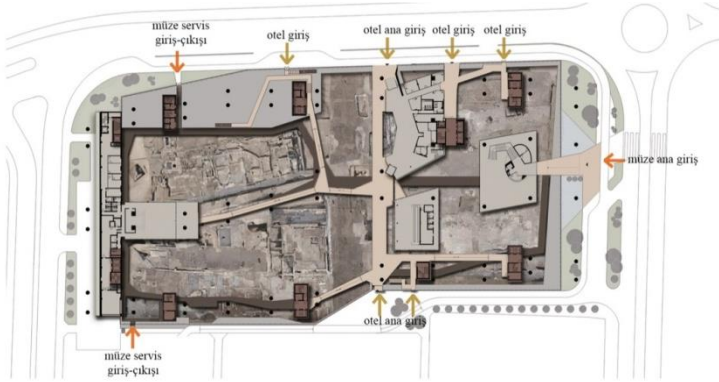 müze servis
giriş-çıkışı
otel giriş
otel ana giriş
otel giriş
otel giriş
müze ana giriş
otel ana giriş
müze servis
giriş-çıkışı